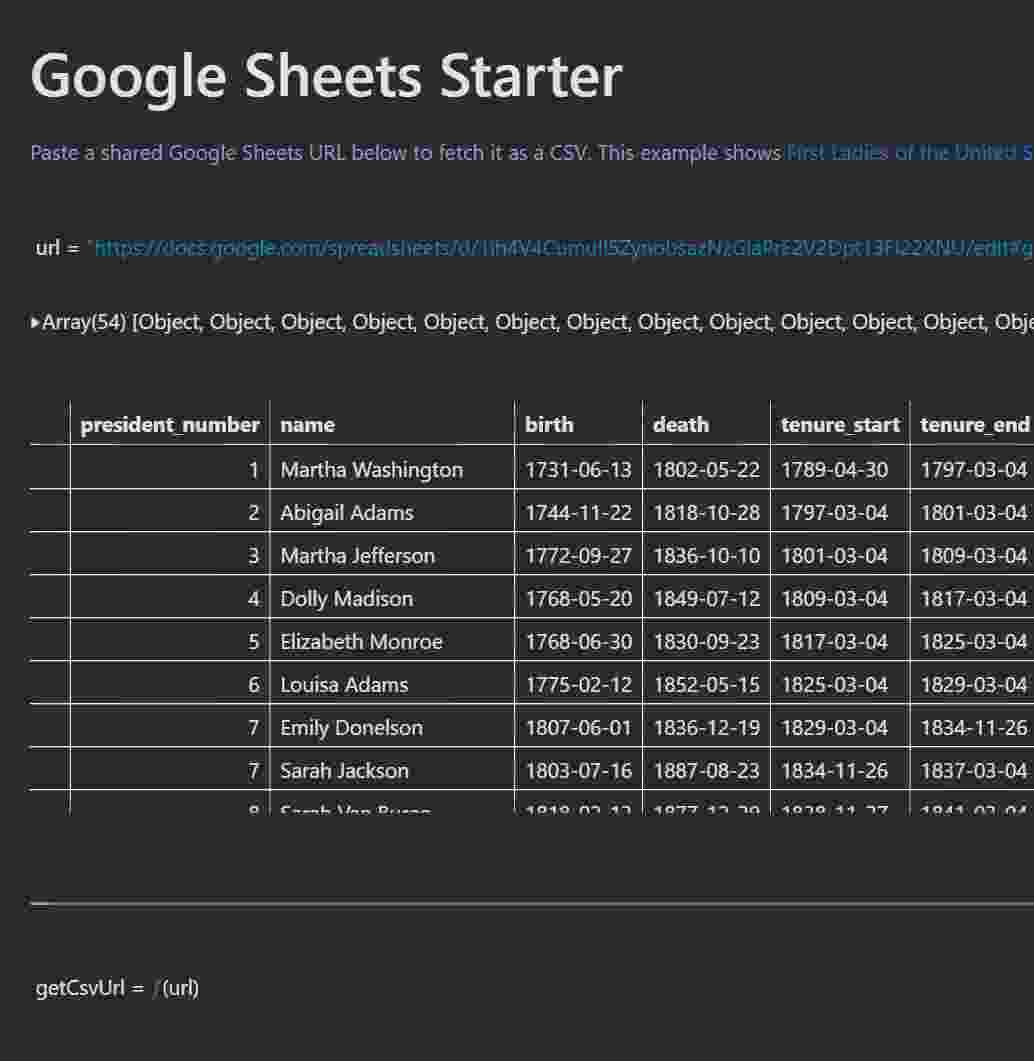 Google Sheets Starter
Paste a shared Google Sheets URL below to fetch it as a CSV. This example shows First Ladies of the United S
url = "https://docs.google.com/spreadsheets/d/
▸Array(54) [Object, Object, Object, Object, Object, Object, Object, Object, Object, Object, Object, Object, Obje
president_number name birth death tenure_start tenure_end
1 Martha Washington 1731-06-13 1802-05-22 1789-04-30 1797-03-04
2 Abigail Adams 1744-11-22 1818-10-28 1797-03-04 1801-03-04
3 Martha Jefferson 1772-09-27 1836-10-10 1801-03-04 1809-03-04
4 Dolly Madison 1768-05-20 1849-07-12 1809-03-04 1817-03-04
5 Elizabeth Monroe 1768-06-30 1830-09-23 1817-03-04 1825-03-04
6 Louisa Adams 1775-02-12 1852-05-15 1825-03-04 1829-03-04
7 Emily Donelson 1807-06-01 1836-12-19 1829-03-04 1834-11-26
7 Sarah Jackson 1803-07-16 1887-08-23 1834-11-26 1837-03-04
8 Sarah Van Buren
getCsvUrl = ƒ(url)